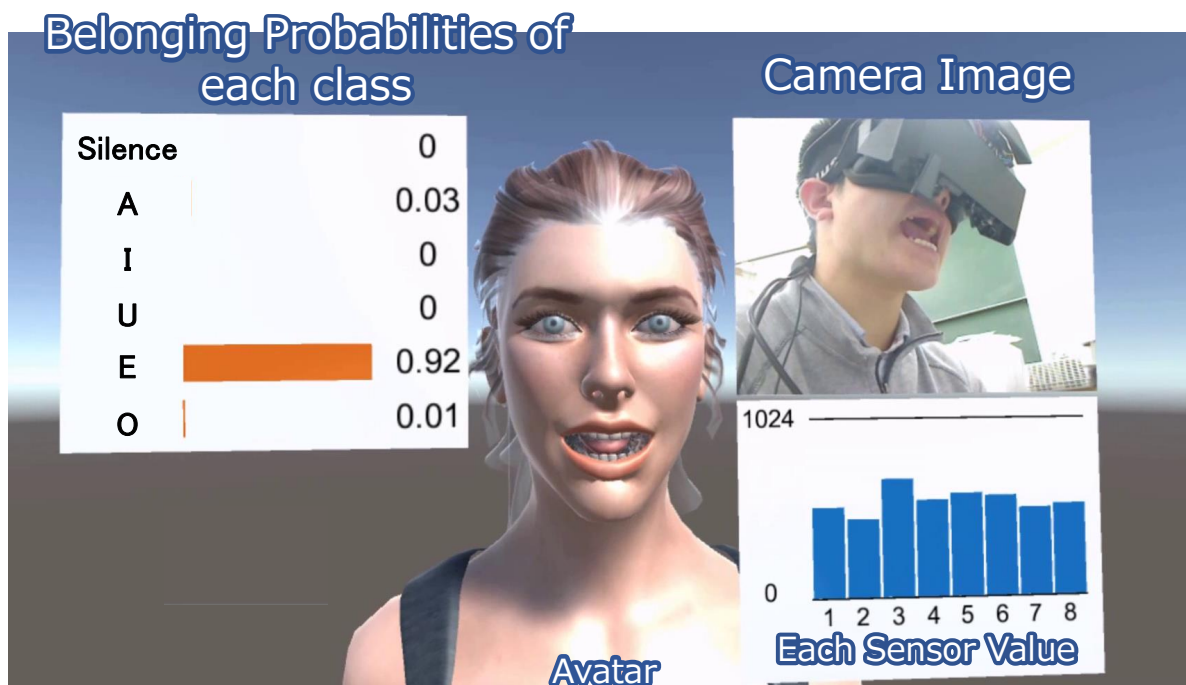 Belonging Probabilities of
each class
Silence 0
A 0.03
I 0
U 0
E 0.92
O 0.01
Camera Image
1024
0
1 2 3 4 5 6 7 8
Each Sensor Value
Avatar